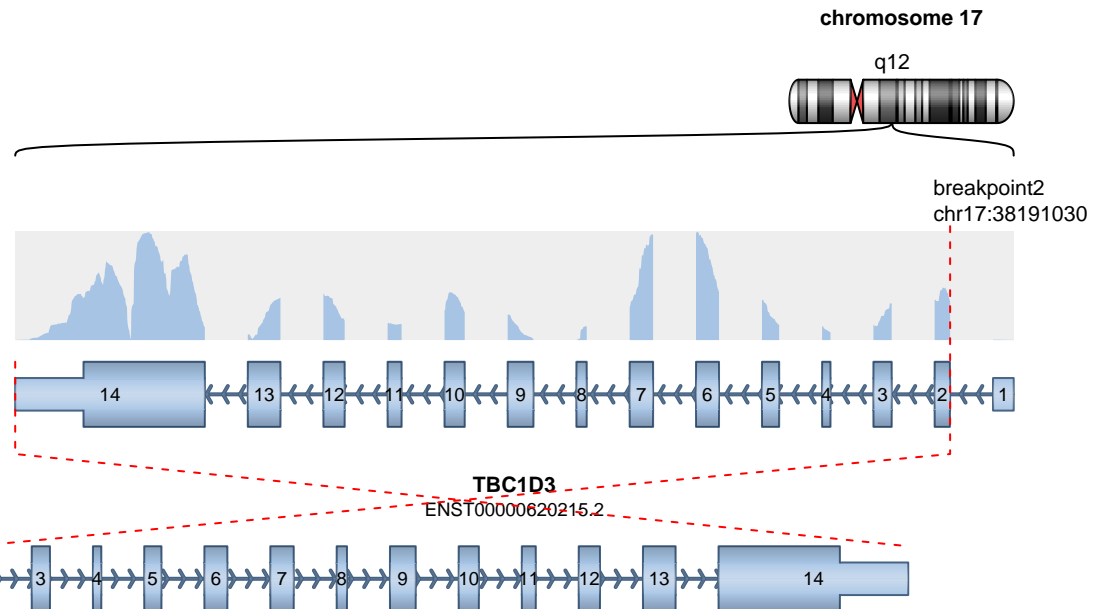 chromosome 17
q12
breakpoint2
chr17:38191030
14 13 12 11 10 9 8 7 6 5 4 3 2 1
TBC1D3
ENST00000620215.2
3 4 5 6 7 8 9 10 11 12 13 14